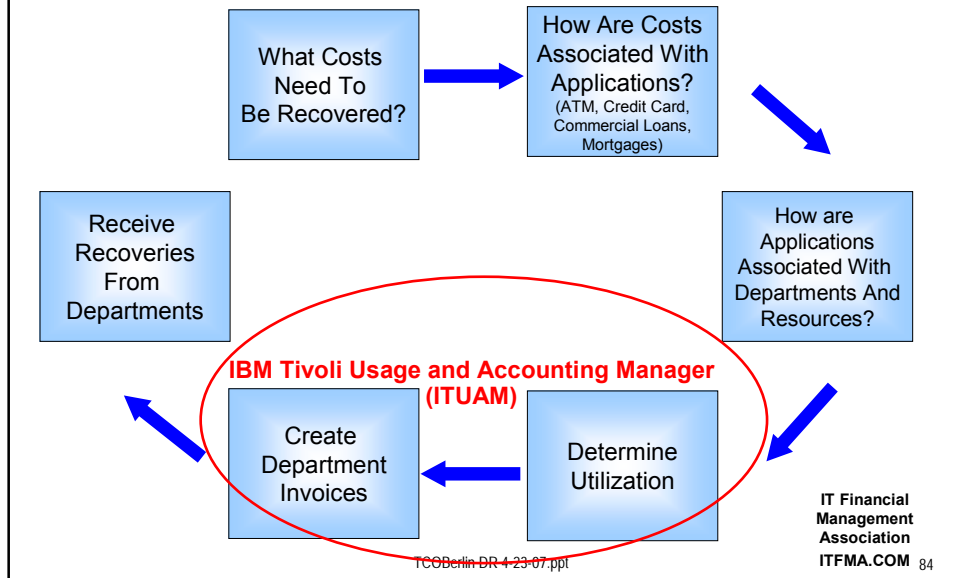 What Costs
Need To
Be Recovered?
How Are Costs
Associated With
Applications?
(ATM, Credit Card,
Commercial Loans,
Mortgages)
How are
Applications
Associated With
Departments And
Resources?
Receive
Recoveries
From
Departments
IBM Tivoli Usage and Accounting Manager
(ITUAM)
Create
Department
Invoices
Determine
Utilization
IT Financial
Management
Association
ITFMA.COM 84
TCOBerlin DR 4-23-07.ppt